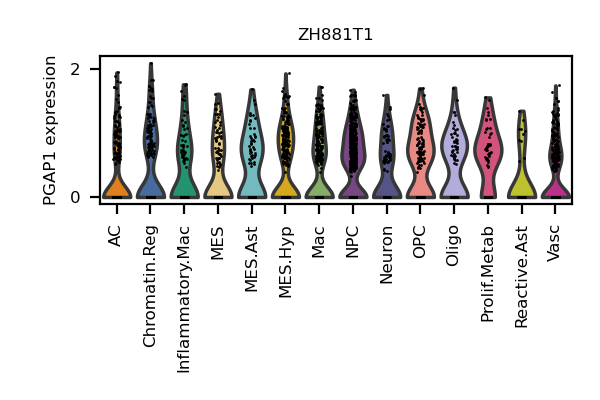 ZH881T1
PGAP1 expression
2
0
AC
Chromatin.Reg
Inflammatory.Mac
MES
MES.Ast
MES.Hyp
Mac
NPC
Neuron
OPC
Oligo
Prolif.Metab
Reactive.Ast
Vasc